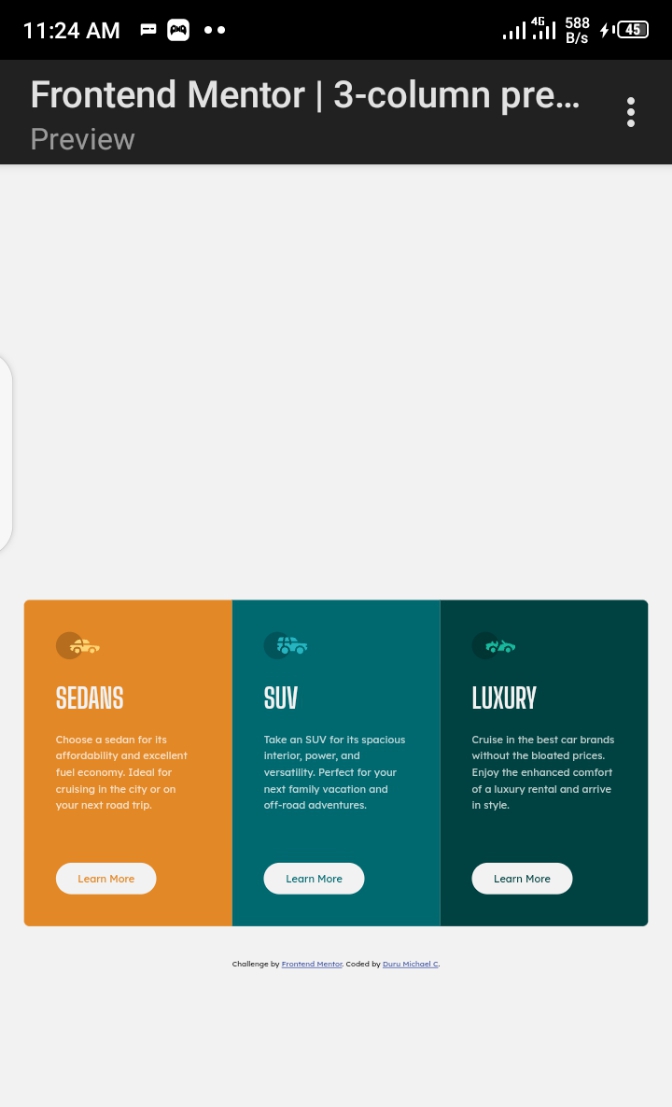 11:24 AM
4G
588
B/s
45
Frontend Mentor | 3-column pre...
Preview
SEDANS
Choose a sedan for its
affordability and excellent
fuel economy. Ideal for
cruising in the city or on
your next road trip.
Learn More
SUV
Take an SUV for its spacious
interior, power, and
versatility. Perfect for your
next family vacation and
off-road adventures.
Learn More
LUXURY
Cruise in the best car brands
without the bloated prices.
Enjoy the enhanced comfort
of a luxury rental and arrive
in style.
Learn More
Challenge by Frontend Mentor. Coded by Duru Michael C.